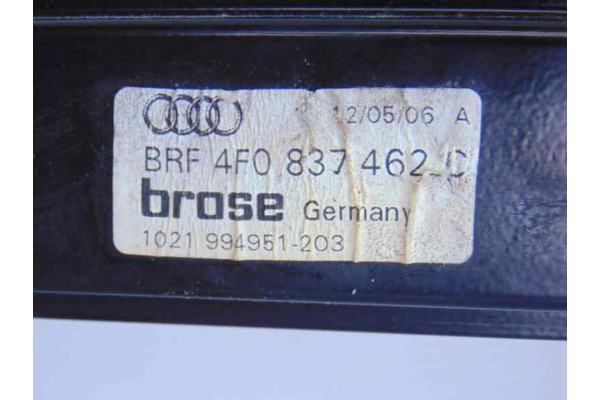 12/05/06 A
BRF 4F0 837 462-C
brose Germany
1021 994951-203